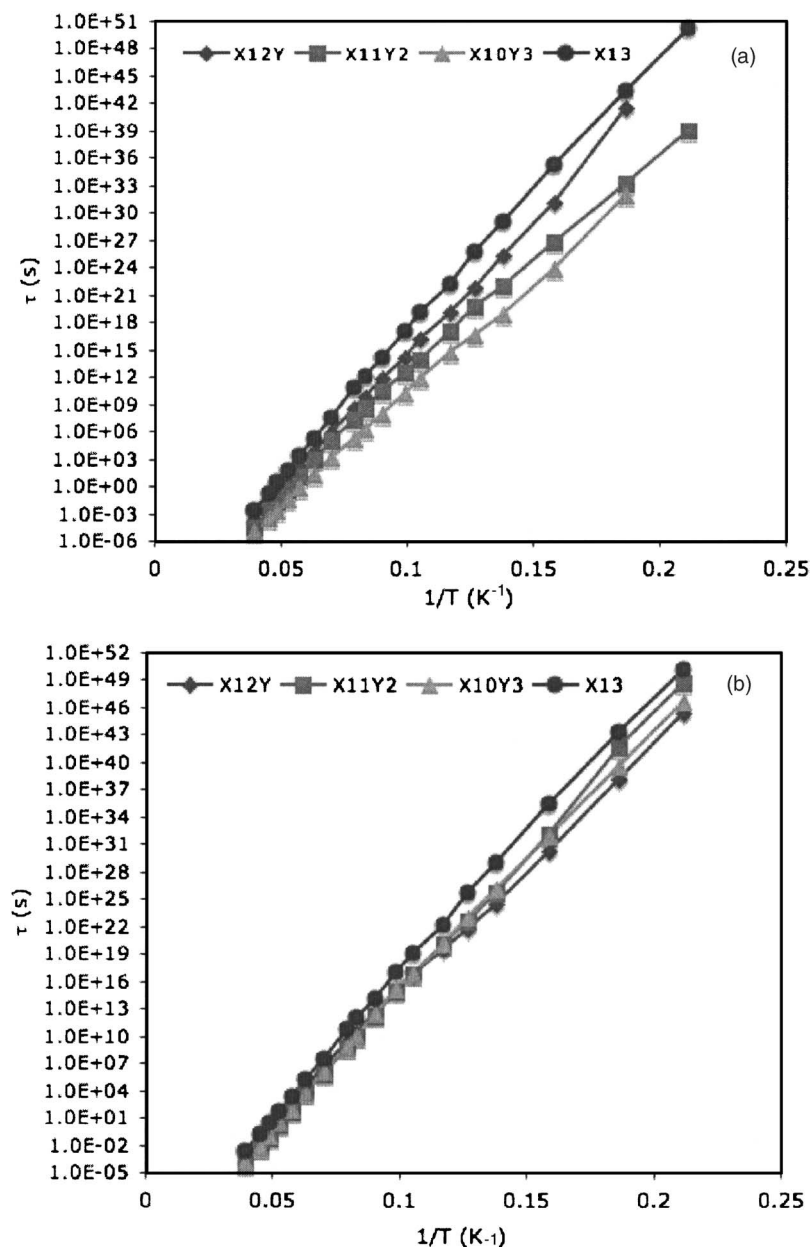 1.0E+51
1.0E+48
1.0E+45
1.0E+42
1.0E+39
1.0E+36
1.0E+33
1.0E+30
1.0E+27
1.0E+24
1.0E+21
1.0E+18
1.0E+15
1.0E+12
1.0E+09
1.0E+06
1.0E+03
1.0E+00
1.0E-03
1.0E-06
τ (s)
X12Y X11Y2 X10Y3 X13
(a)
0 0.05 0.1 0.15 0.2 0.25
1/T (K⁻¹)
1.0E+52
1.0E+49
1.0E+46
1.0E+43
1.0E+40
1.0E+37
1.0E+34
1.0E+31
1.0E+28
1.0E+25
1.0E+22
1.0E+19
1.0E+16
1.0E+13
1.0E+10
1.0E+07
1.0E+04
1.0E+01
1.0E-02
1.0E-05
τ (s)
X12Y X11Y2 X10Y3 X13
(b)
0 0.05 0.1 0.15 0.2 0.25
1/T (K-1)